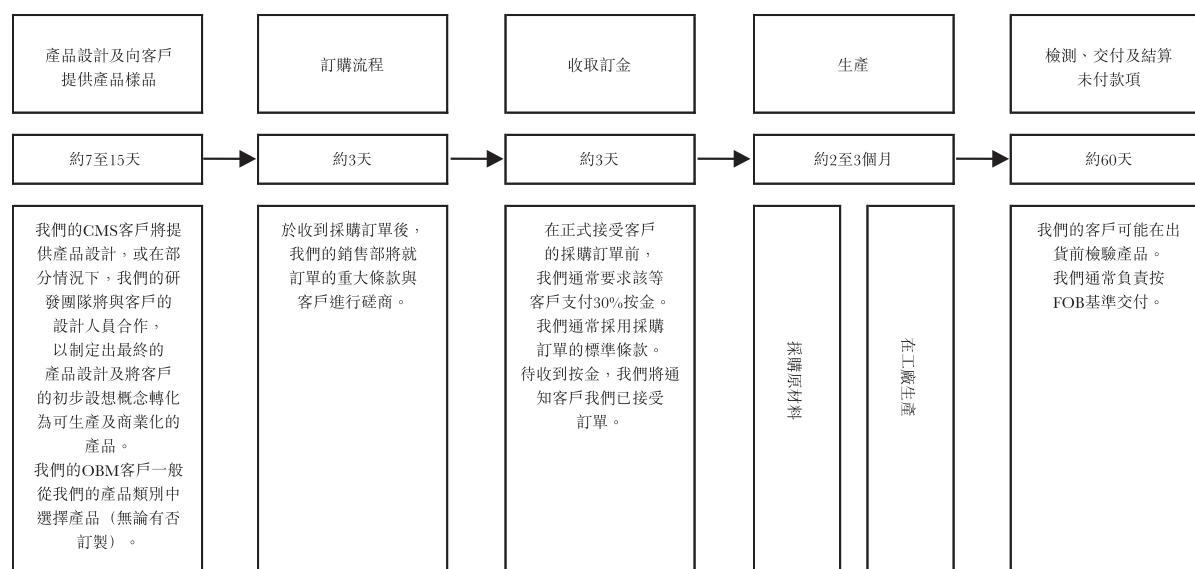 產品設計及向客戶
提供產品樣品
訂購流程
收取訂金
生產
檢測、交付及結算
未付款項
約7至15天
約3天
約3天
約2至3個月
約60天
我們的CMS客戶將提
供產品設計，或在部
分情況下，我們的研
發團隊將與客戶的
設計人員合作，
以制定出最終的
產品設計及將客戶
的初步設想概念轉化
為可生產及商業化的
產品。
我們的OBM客戶一般
從我們的產品類別中
選擇產品（無論有否
訂製）。
於收到採購訂單後，
我們的銷售部將就
訂單的重大條款與
客戶進行磋商。
在正式接受客戶
的採購訂單前，
我們通常要求該等
客戶支付30%按金。
我們通常採用採購
訂單的標準條款。
待收到按金，我們將通
知客戶我們已接受
訂單。
採購原材料
在工廠生產
我們的客戶可能在出
貨前檢驗產品。
我們通常負責按
FOB基準交付。